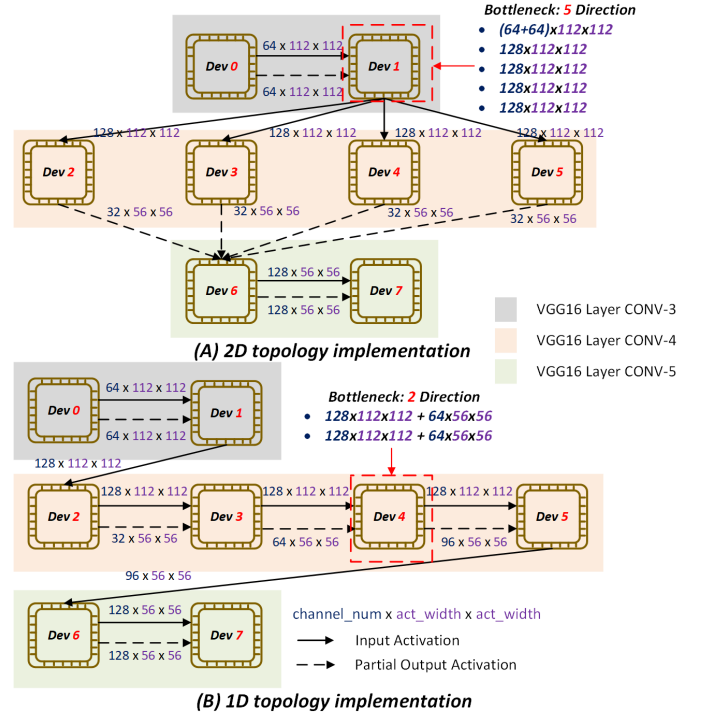 Bottleneck: 5 Direction
• (64+64)x112x112
• 128x112x112
• 128x112x112
• 128x112x112
• 128x112x112
64 x 112 x 112
Dev 0
Dev 1
64 x 112 x 112
128 x 112 x 112
128 x 112 x 112
128 x 112 x 112
128 x 112 x 112
Dev 2
Dev 3
Dev 4
Dev 5
32 x 56 x 56
32 x 56 x 56
32 x 56 x 56
32 x 56 x 56
128 x 56 x 56
Dev 6
Dev 7
128 x 56 x 56
VGG16 Layer CONV-3
VGG16 Layer CONV-4
VGG16 Layer CONV-5
(A) 2D topology implementation
64 x 112 x 112
Dev 0
Dev 1
64 x 112 x 112
Bottleneck: 2 Direction
• 128x112x112 + 64x56x56
• 128x112x112 + 64x56x56
128 x 112 x 112
128 x 112 x 112
128 x 112 x 112
128 x 112 x 112
Dev 2
Dev 3
Dev 4
Dev 5
32 x 56 x 56
64 x 56 x 56
96 x 56 x 56
96 x 56 x 56
128 x 56 x 56
Dev 6
Dev 7
128 x 56 x 56
channel_num x act_width x act_width
Input Activation
Partial Output Activation
(B) 1D topology implementation